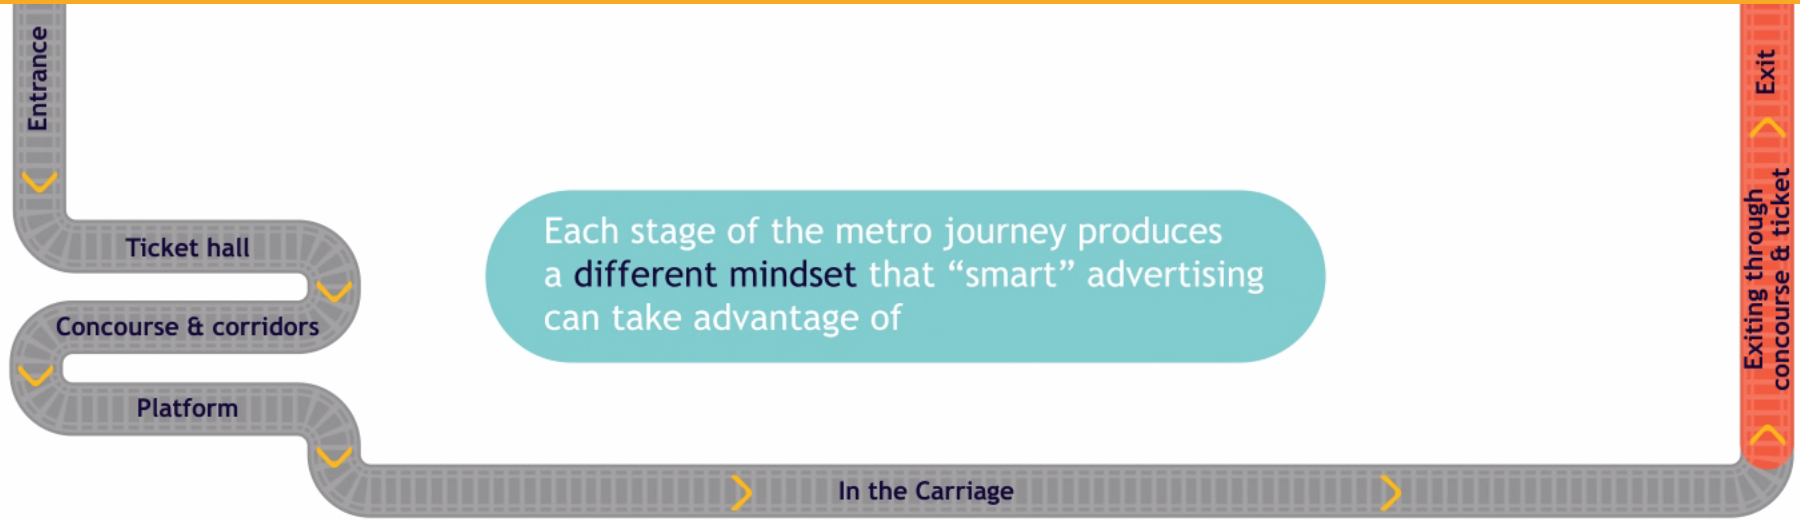 Entrance
Ticket hall
Concourse & corridors
Platform
In the Carriage
Exiting through
concourse & ticket
Exit
Each stage of the metro journey produces
a different mindset that “smart” advertising
can take advantage of